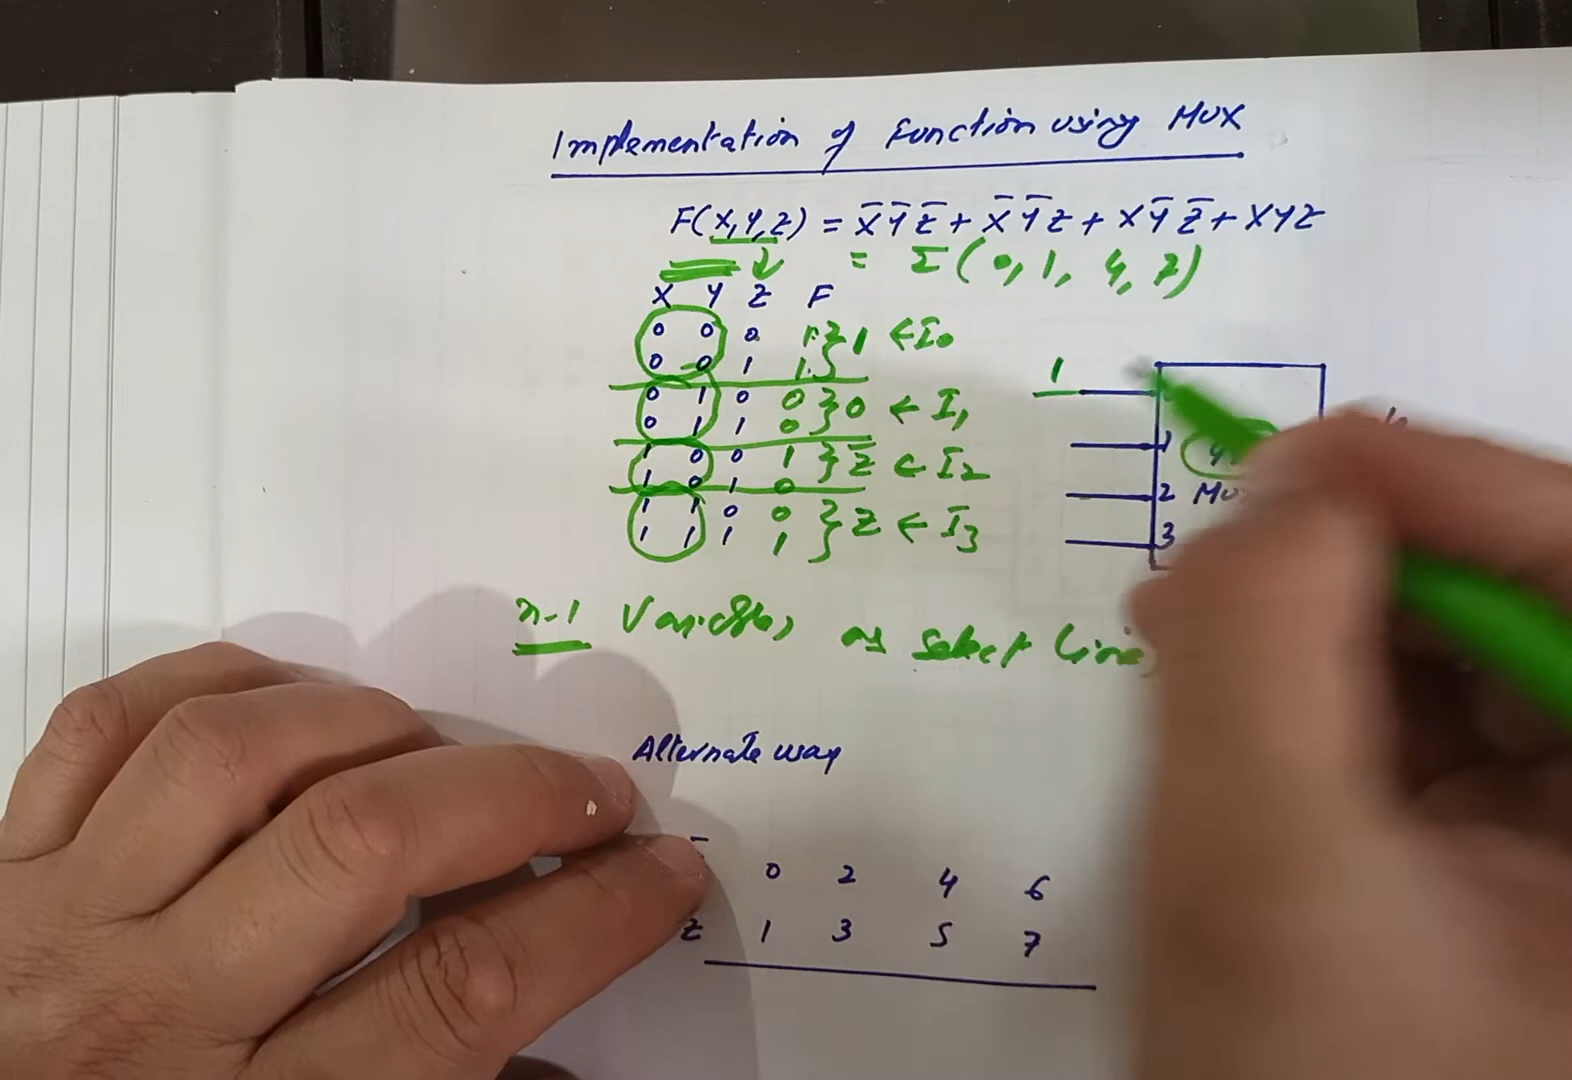 Implementation of Function using MUX
F(X,Y,Z) = X̅ Y̅ Z̅ + X̅ Y̅ Z + X Y̅ Z̅ + XYZ
= Σ(0, 1, 4, 7)
X Y Z F
0 0 0 1 } 1 ← I₀
0 0 1 1
0 1 0 0 } 0 ← I₁
0 1 1 0
1 0 0 1 } Z̅ ← I₂
1 0 1 0
1 1 0 0 } Z ← I₃
1 1 1 1
1
1
2 MUX
3
n-1 Variables as select lines
Alternate way
0 2 4 6
Z 1 3 5 7